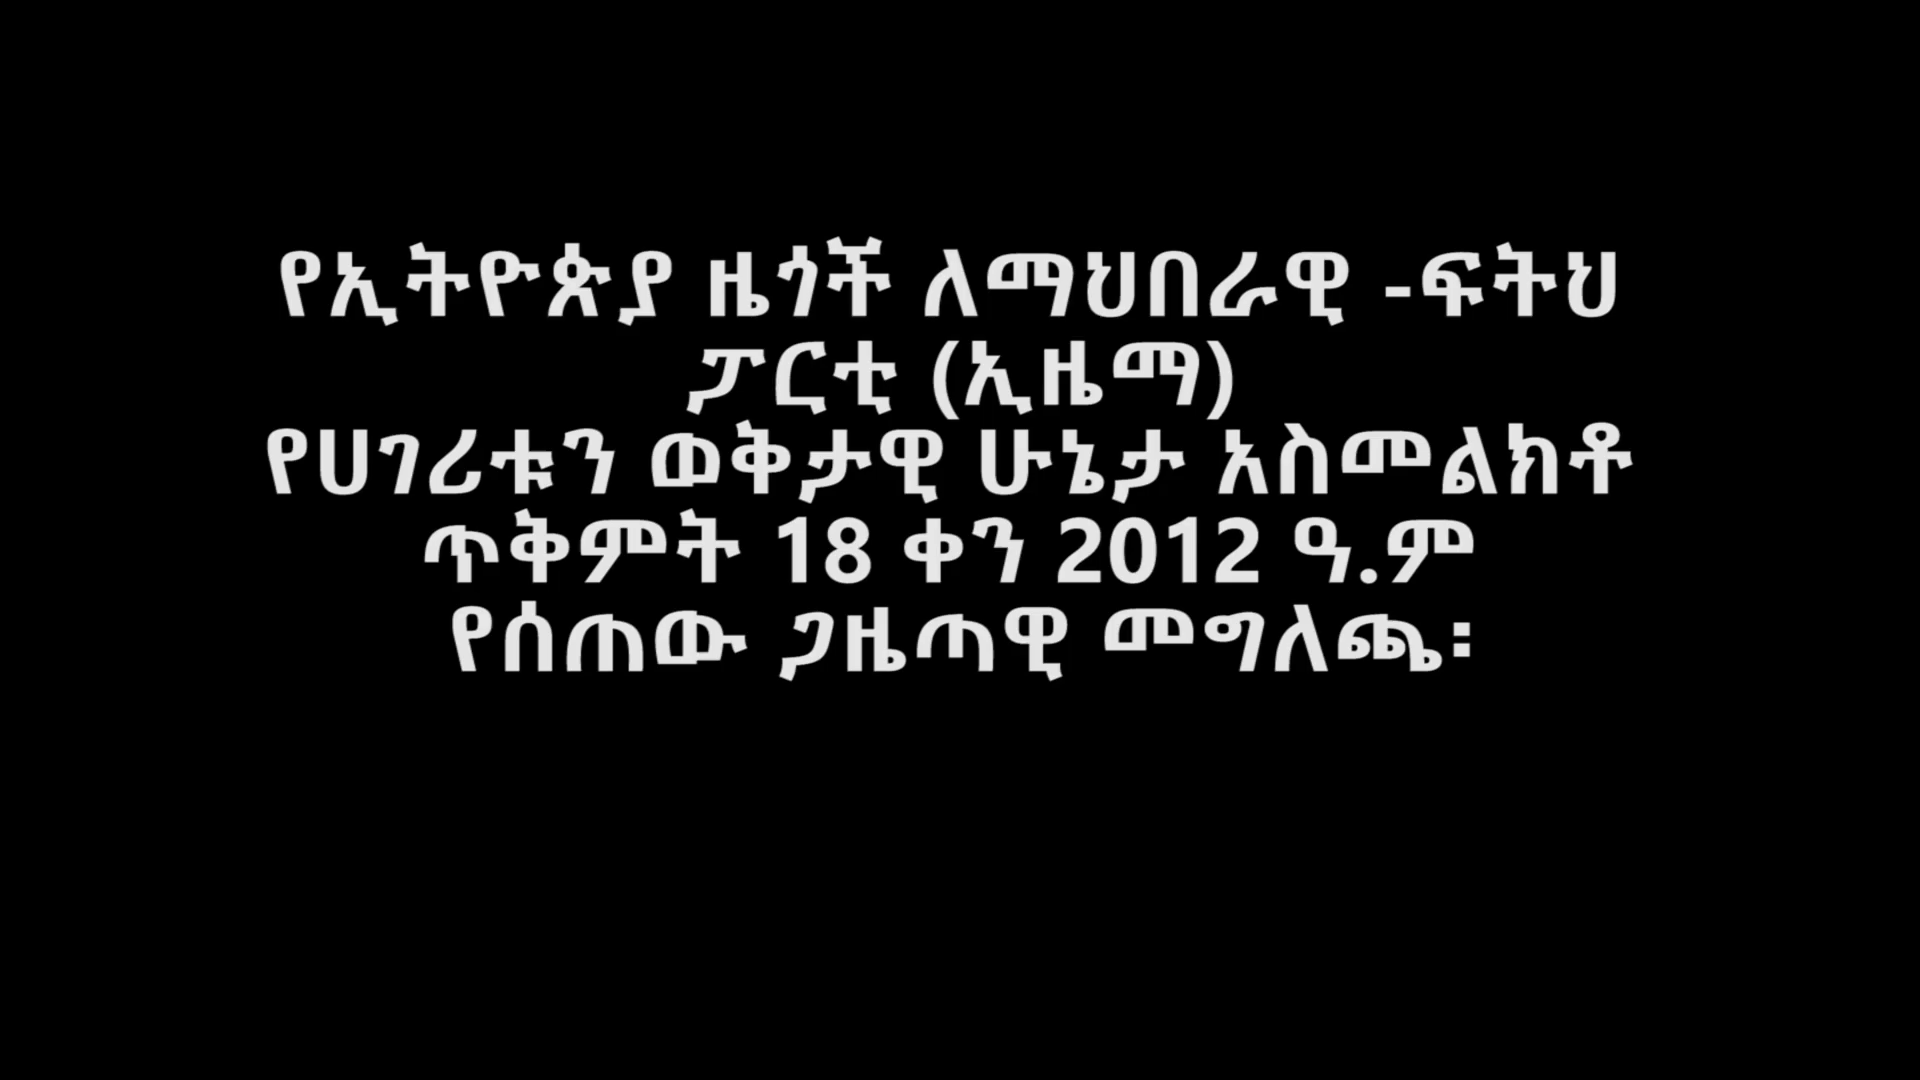 የኢትዮጵያ ዜጎች ለማህበራዊ -ፍትህ
ፓርቲ (ኢዜማ)
የሀገሪቱን ወቅታዊ ሁኔታ አስመልክቶ
ጥቅምት 18 ቀን 2012 ዓ.ም
የሰጠው ጋዜጣዊ መግለጫ፡